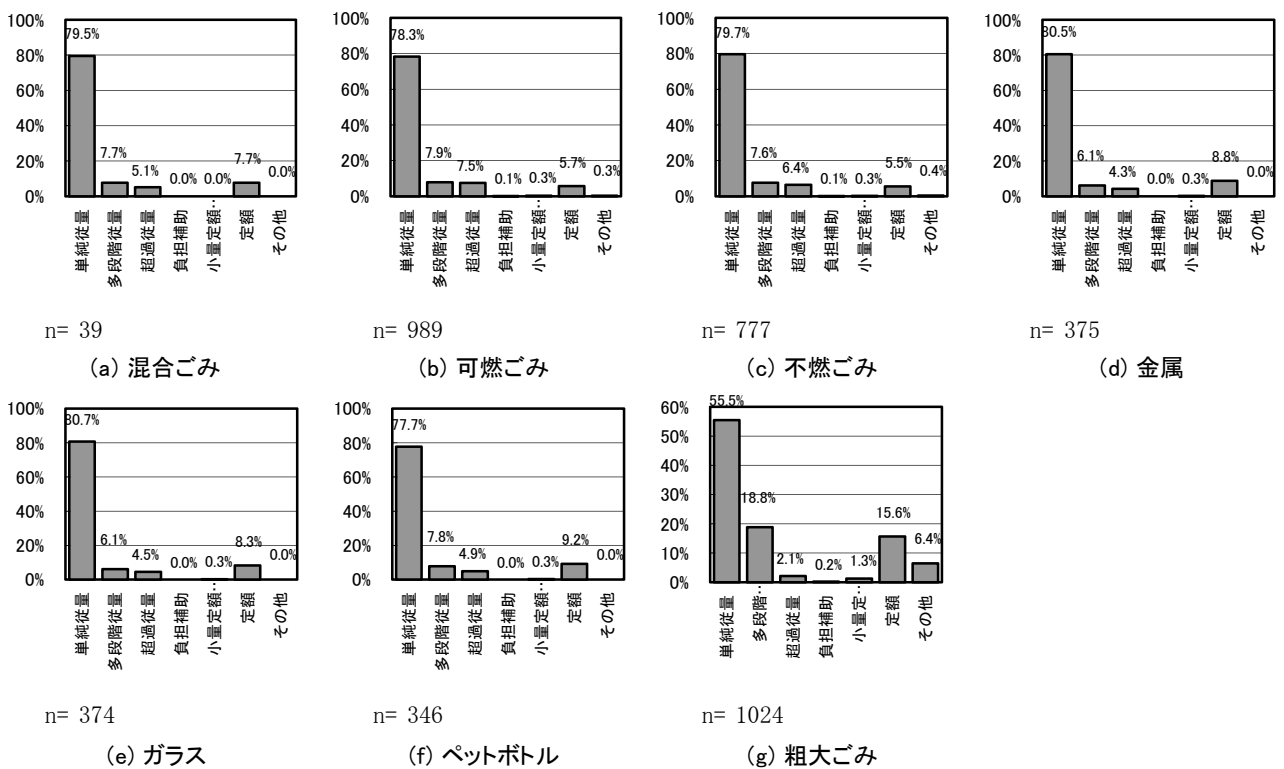 100%
80%
60%
40%
20%
0%
79.5%
7.7%
5.1%
0.0%
0.0%
7.7%
0.0%
単純従量
多段階従量
超過従量
負担補助
小量定額‥
定額
その他
n= 39
(a) 混合ごみ
100%
80%
60%
40%
20%
0%
78.3%
7.9%
7.5%
0.1%
0.3%
5.7%
0.3%
単純従量
多段階従量
超過従量
負担補助
小量定額‥
定額
その他
n= 989
(b) 可燃ごみ
100%
80%
60%
40%
20%
0%
79.7%
7.6%
6.4%
0.1%
0.3%
5.5%
0.4%
単純従量
多段階従量
超過従量
負担補助
小量定額‥
定額
その他
n= 777
(c) 不燃ごみ
100%
80%
60%
40%
20%
0%
80.5%
6.1%
4.3%
0.0%
0.3%
8.8%
0.0%
単純従量
多段階従量
超過従量
負担補助
小量定額‥
定額
その他
n= 375
(d) 金属
100%
80%
60%
40%
20%
0%
80.7%
6.1%
4.5%
0.0%
0.3%
8.3%
0.0%
単純従量
多段階従量
超過従量
負担補助
小量定額‥
定額
その他
n= 374
(e) ガラス
100%
80%
60%
40%
20%
0%
77.7%
7.8%
4.9%
0.0%
0.3%
9.2%
0.0%
単純従量
多段階従量
超過従量
負担補助
小量定額‥
定額
その他
n= 346
(f) ペットボトル
60%
50%
40%
30%
20%
10%
0%
55.5%
18.8%
2.1%
0.2%
1.3%
15.6%
6.4%
単純従量
多段階‥
超過従量
負担補助
小量定‥
定額
その他
n= 1024
(g) 粗大ごみ